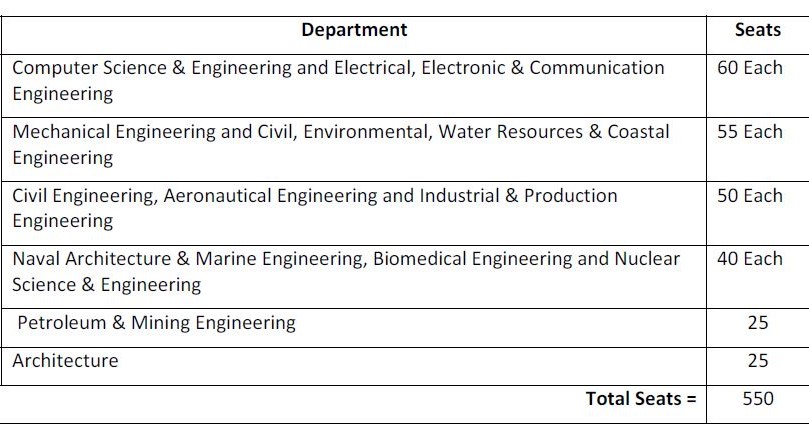 Department Seats
Computer Science & Engineering and Electrical, Electronic & Communication 60 Each
Engineering
Mechanical Engineering and Civil, Environmental, Water Resources & Coastal 55 Each
Engineering
Civil Engineering, Aeronautical Engineering and Industrial & Production 50 Each
Engineering
Naval Architecture & Marine Engineering, Biomedical Engineering and Nuclear 40 Each
Science & Engineering
Petroleum & Mining Engineering 25
Architecture 25
Total Seats = 550